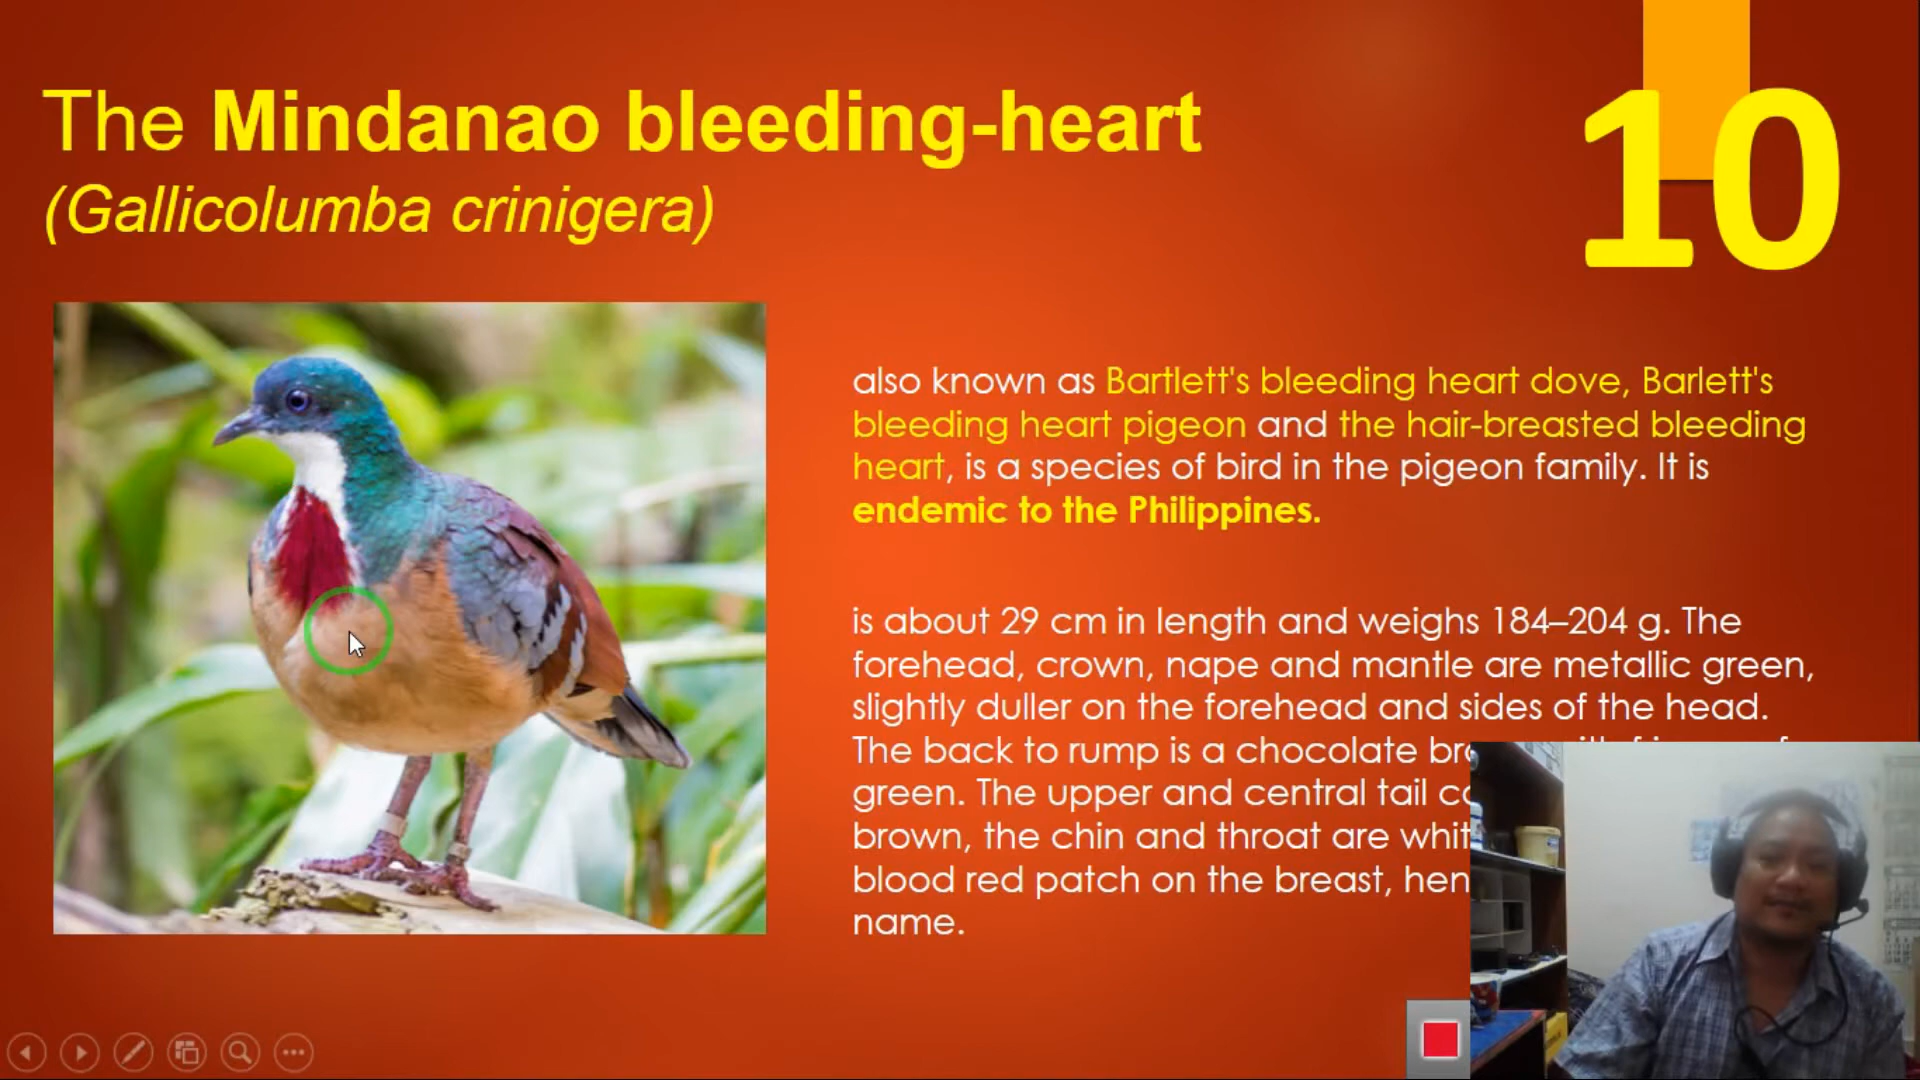 The Mindanao bleeding-heart
(Gallicolumba crinigera)
10
also known as Bartlett's bleeding heart dove, Barlett's
bleeding heart pigeon and the hair-breasted bleeding
heart, is a species of bird in the pigeon family. It is
endemic to the Philippines.
is about 29 cm in length and weighs 184–204 g. The
forehead, crown, nape and mantle are metallic green,
slightly duller on the forehead and sides of the head.
The back to rump is a chocolate
green. The upper and central tail
brown, the chin and throat are
blood red patch on the breast,
name.